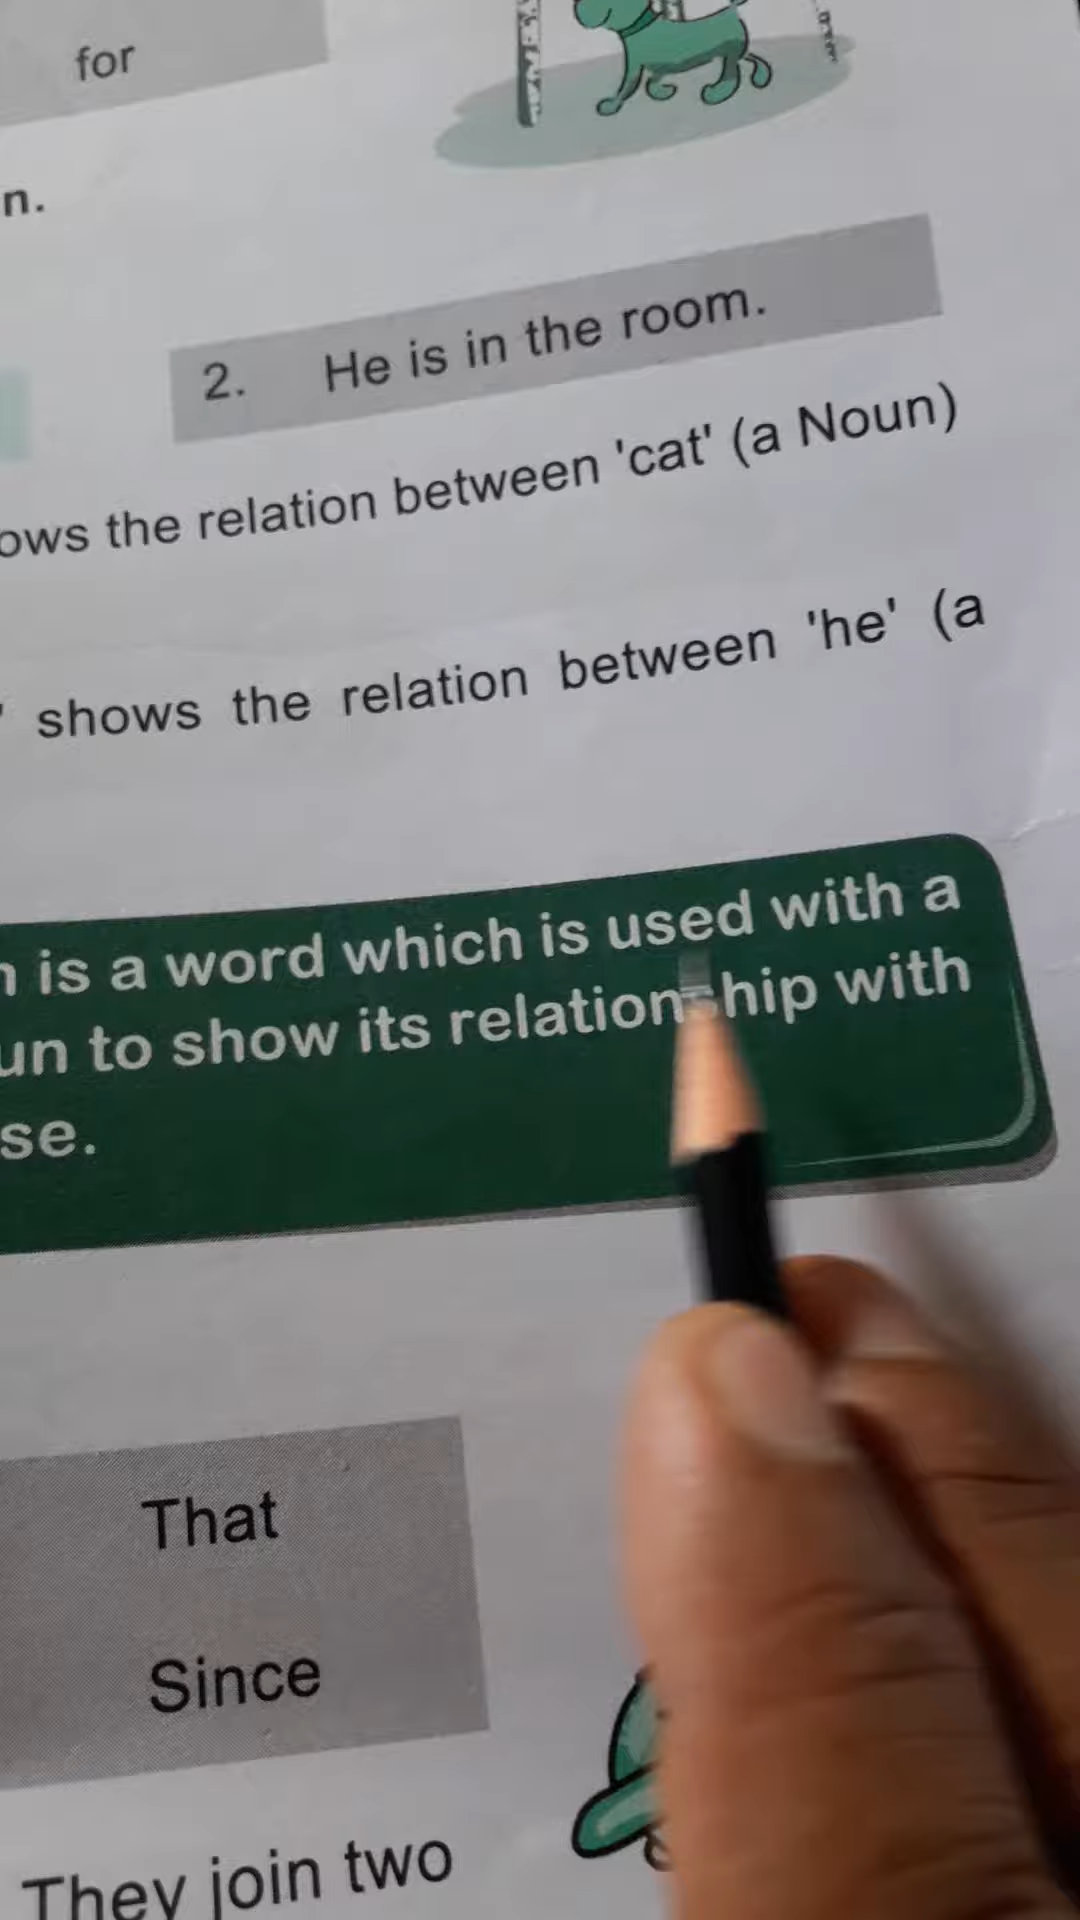 for
n.
2. He is in the room.
ows the relation between 'cat' (a Noun)
' shows the relation between 'he' (a
n is a word which is used with a
un to show its relationship with
se.
That
Since
They join two